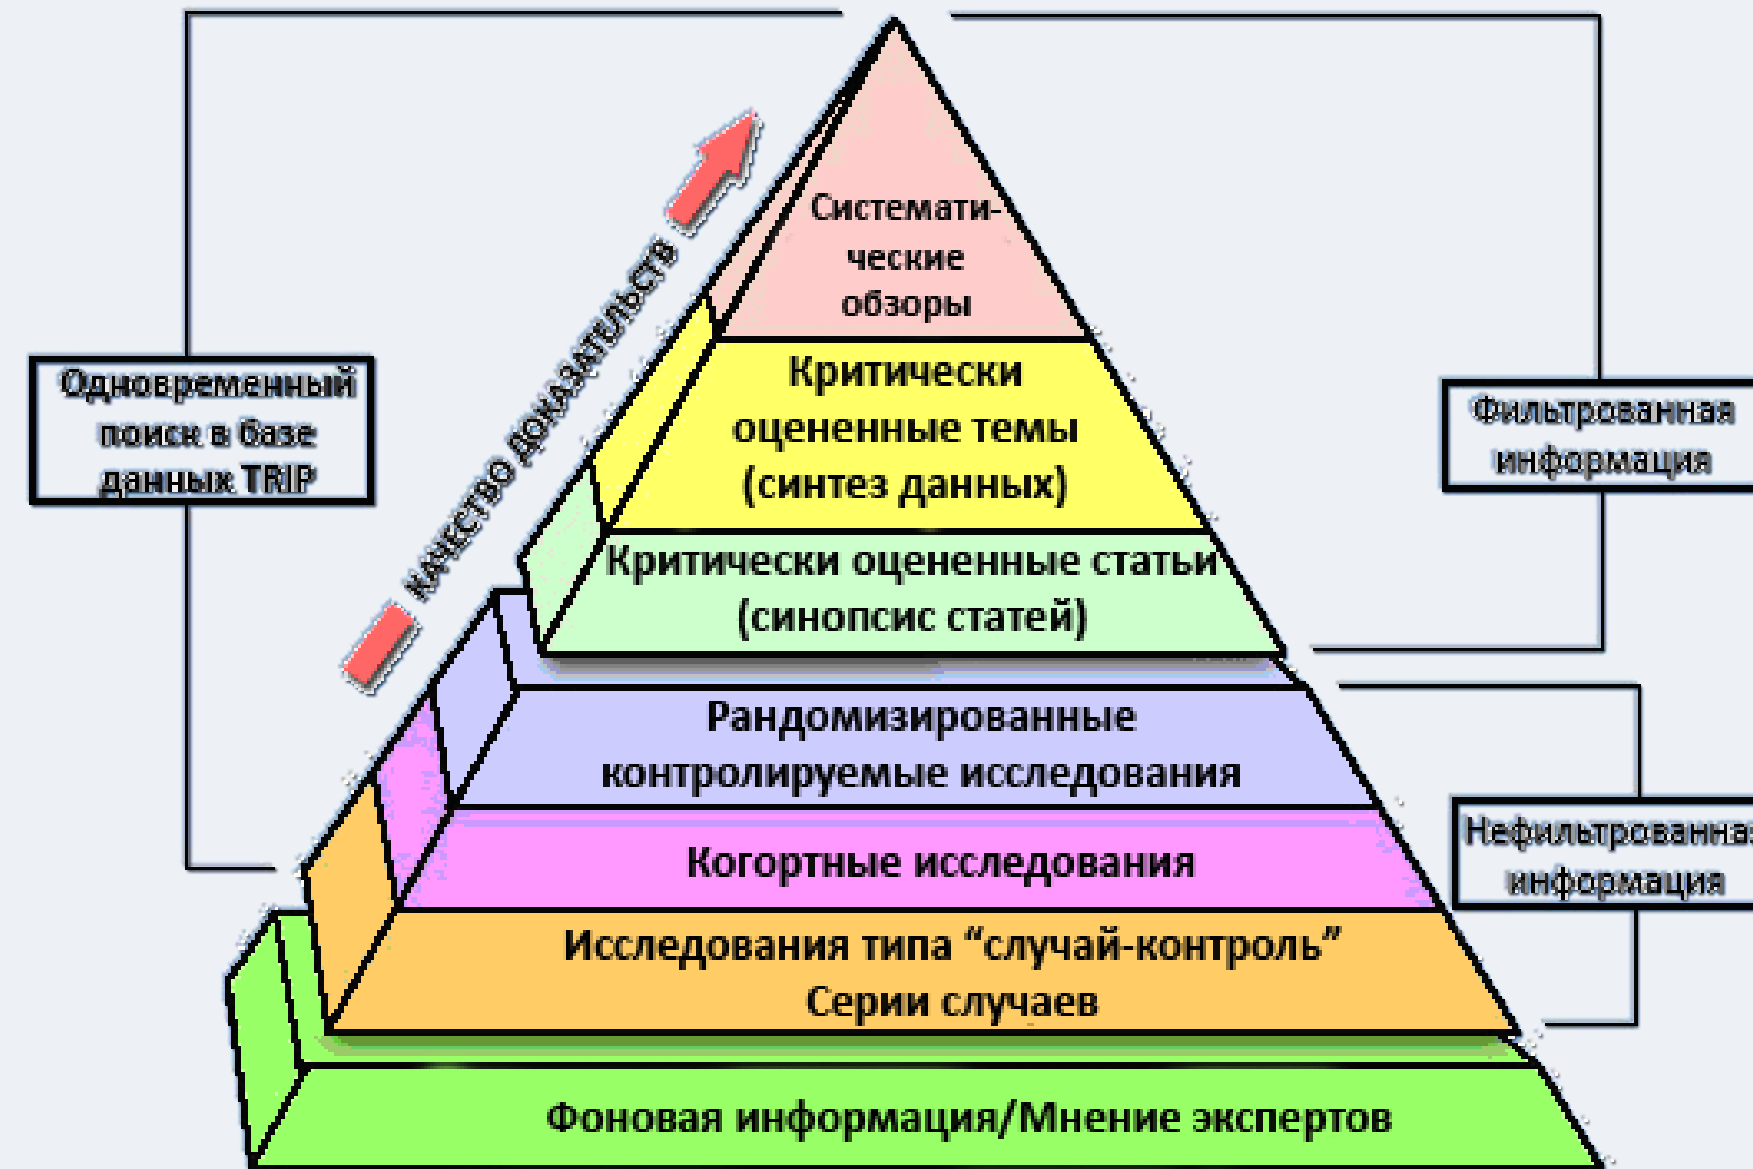 Системати-
ческие
обзоры
Критически
оцененные темы
(синтез данных)
Критически оцененные статьи
(синопсис статей)
Рандомизированные
контролируемые исследования
Когортные исследования
Исследования типа “случай-контроль”
Серии случаев
Фоновая информация/Мнение экспертов
КАЧЕСТВО ДОКАЗАТЕЛЬСТВ
Одновременный
поиск в базе
данных TRIP
Фильтрованная
информация
Нефильтрованная
информация